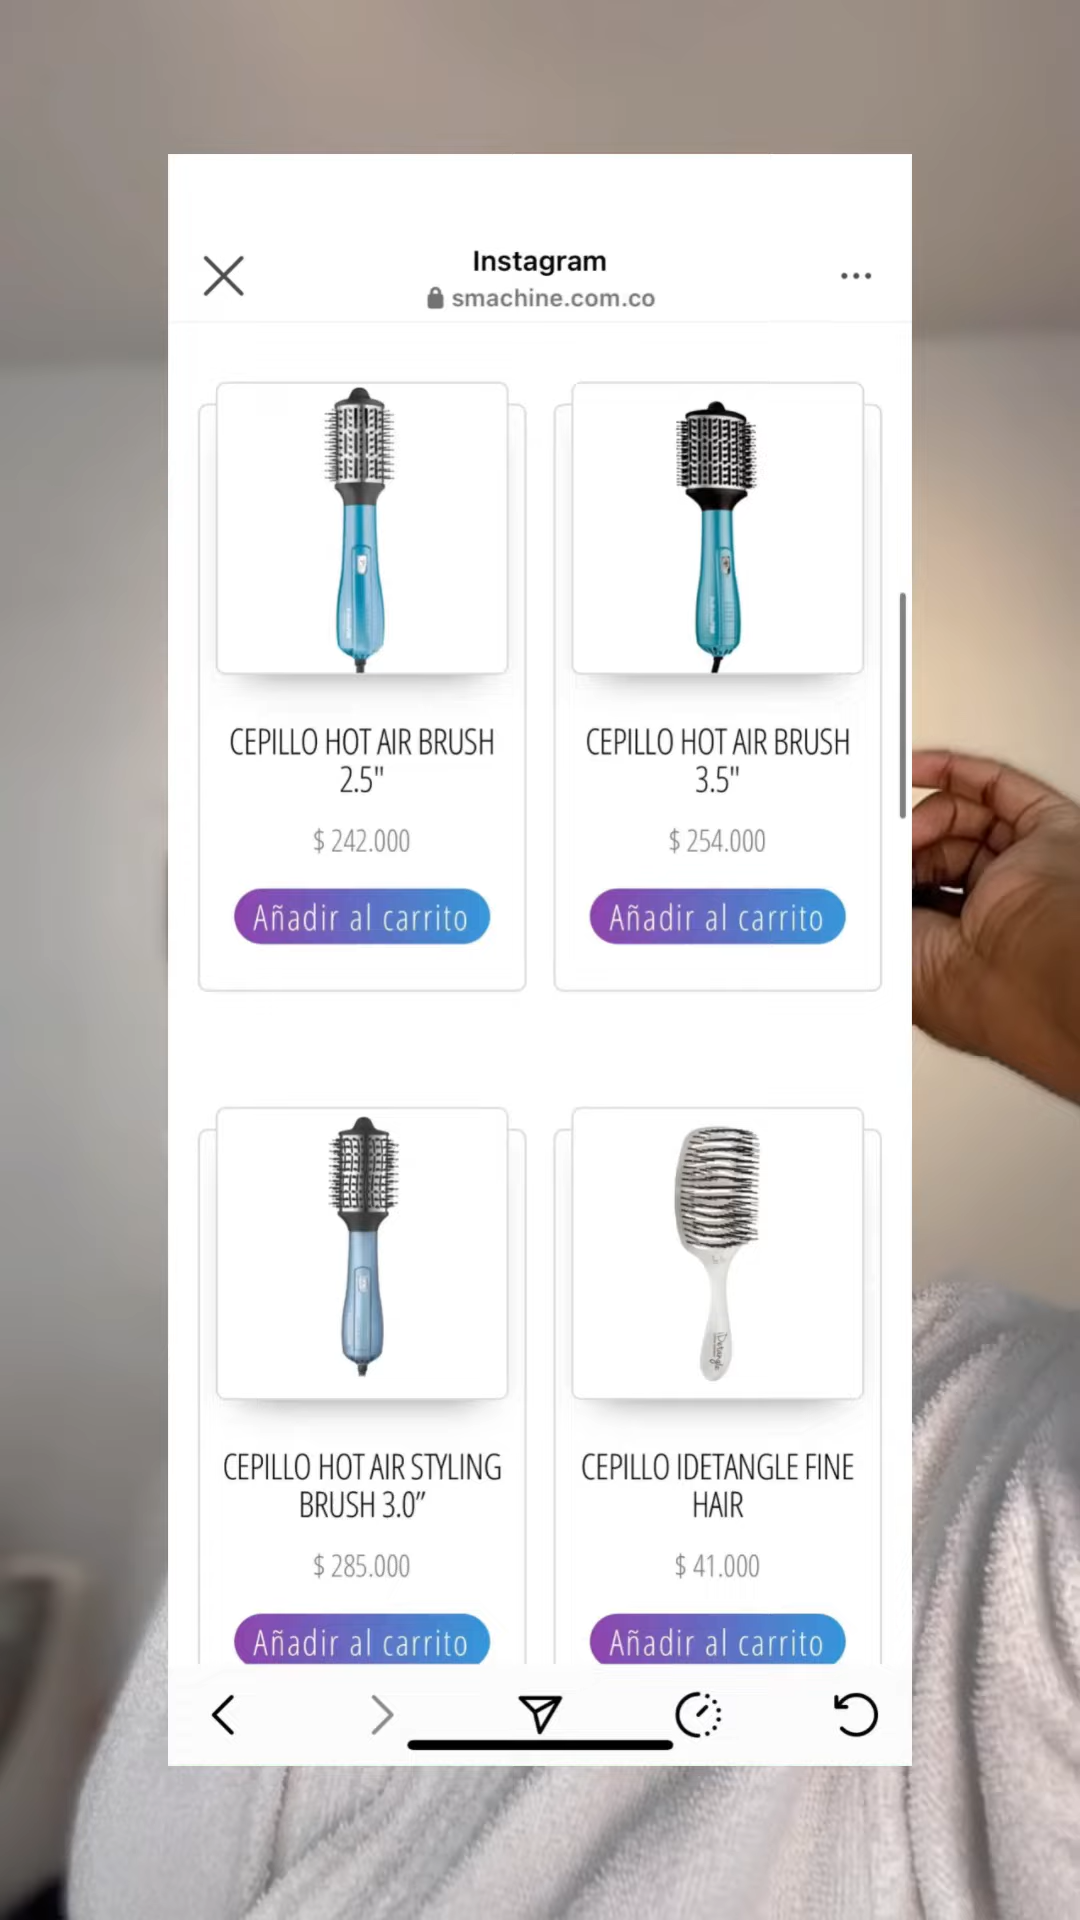 Instagram
smachine.com.co
CEPILLO HOT AIR BRUSH
2.5"
$ 242.000
Añadir al carrito
CEPILLO HOT AIR BRUSH
3.5"
$ 254.000
Añadir al carrito
CEPILLO HOT AIR STYLING
BRUSH 3.0”
$ 285.000
Añadir al carrito
iDetangle
CEPILLO IDETANGLE FINE
HAIR
$ 41.000
Añadir al carrito